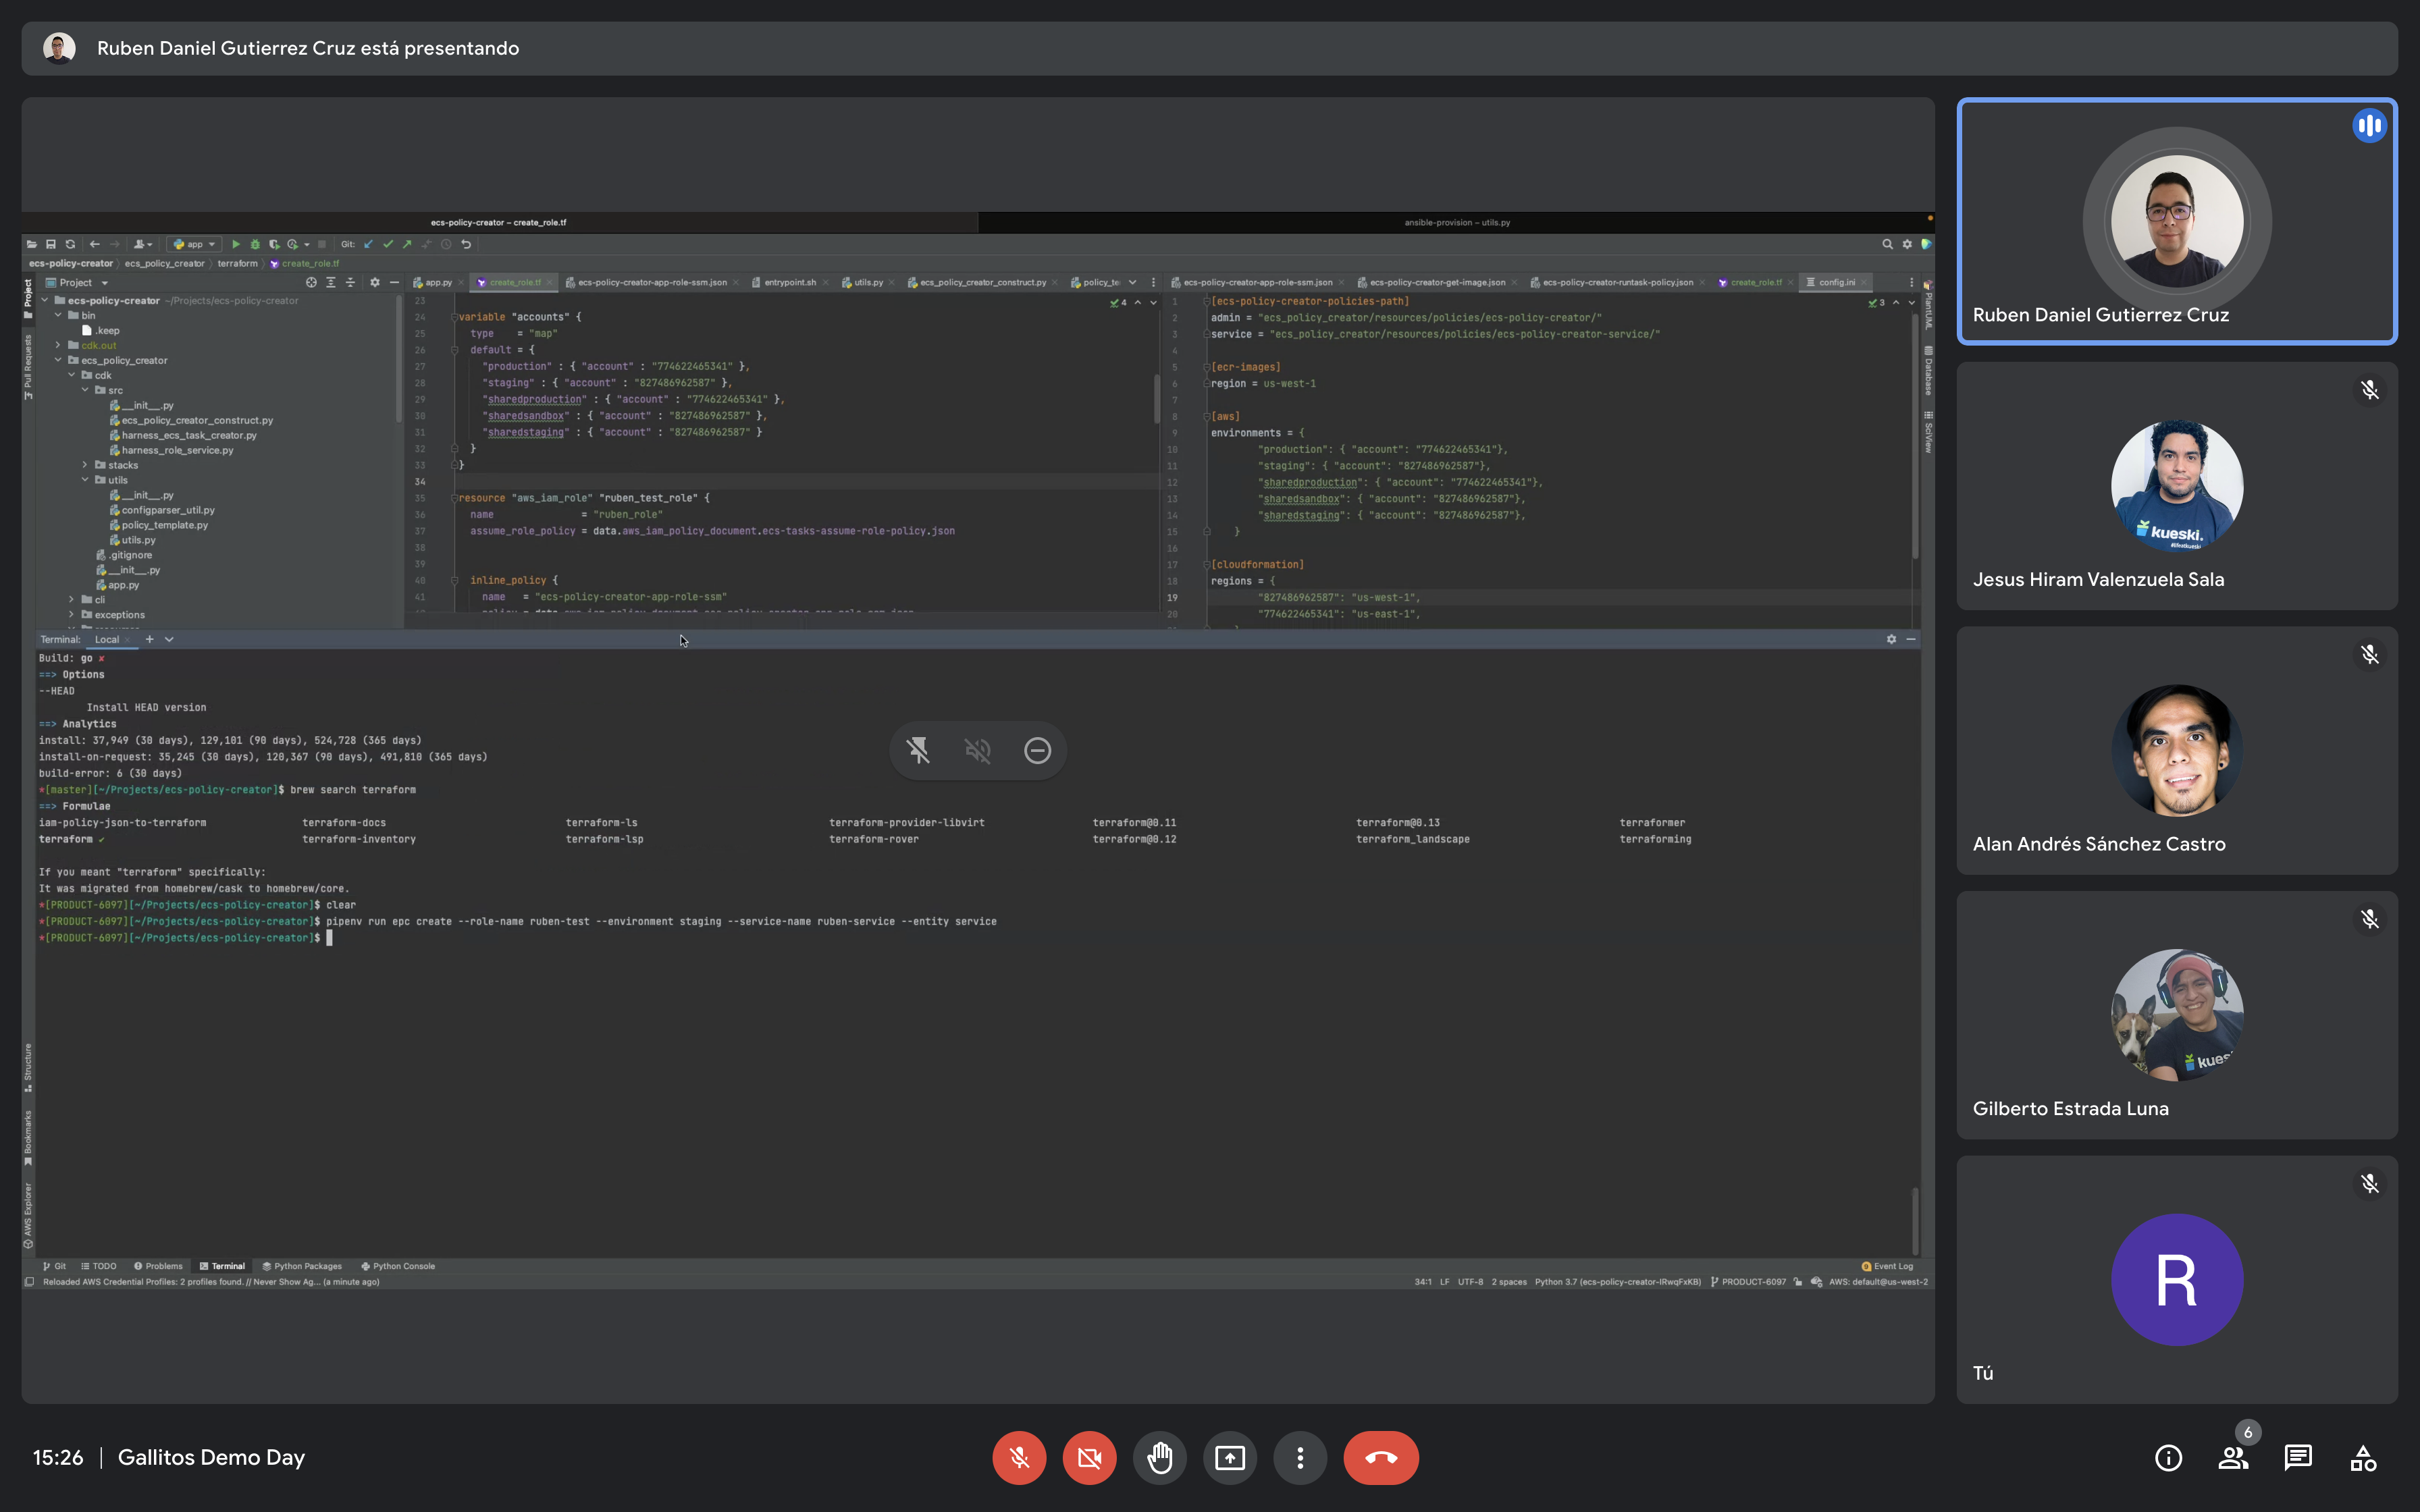 Ruben Daniel Gutierrez Cruz está presentando
ecs-policy-creator – create_role.tf
ansible-provision – utils.py
app
Git:
ecs-policy-creator
ecs_policy_creator
terraform
create_role.tf
Project
app.py
create_role.tf
ecs-policy-creator-app-role-ssm.json
entrypoint.sh
utils.py
ecs_policy_creator_construct.py
policy_te
ecs-policy-creator-app-role-ssm.json
ecs-policy-creator-get-image.json
ecs-policy-creator-runtask-policy.json
create_role.tf
config.ini
Project
Pull Requests
ecs-policy-creator ~/Projects/ecs-policy-creator
bin
.keep
cdk.out
ecs_policy_creator
cdk
src
__init__.py
ecs_policy_creator_construct.py
harness_ecs_task_creator.py
harness_role_service.py
stacks
utils
__init__.py
configparser_util.py
policy_template.py
utils.py
.gitignore
__init__.py
app.py
cli
exceptions
4
23
24 variable "accounts" {
25 type = "map"
26 default = {
27 "production" : { "account" : "774622465341" },
28 "staging" : { "account" : "827486962587" },
29 "sharedproduction" : { "account" : "774622465341" },
30 "sharedsandbox" : { "account" : "827486962587" },
31 "sharedstaging" : { "account" : "827486962587" }
32 }
33 }
34
35 resource "aws_iam_role" "ruben_test_role" {
36 name = "ruben_role"
37 assume_role_policy = data.aws_iam_policy_document.ecs-tasks-assume-role-policy.json
38
39
40 inline_policy {
41 name = "ecs-policy-creator-app-role-ssm"
3
1 [ecs-policy-creator-policies-path]
2 admin = "ecs_policy_creator/resources/policies/ecs-policy-creator/"
3 service = "ecs_policy_creator/resources/policies/ecs-policy-creator-service/"
4
5 [ecr-images]
6 region = us-west-1
7
8 [aws]
9 environments = {
10 "production": { "account": "774622465341"},
11 "staging": { "account": "827486962587"},
12 "sharedproduction": { "account": "774622465341"},
13 "sharedsandbox": { "account": "827486962587"},
14 "sharedstaging": { "account": "827486962587"},
15 }
16
17 [cloudformation]
18 regions = {
19 "827486962587": "us-west-1",
20 "774622465341": "us-east-1",
PlantUML
Database
SciView
Terminal: Local
Build: go ✘
==> Options
--HEAD
Install HEAD version
==> Analytics
install: 37,949 (30 days), 129,101 (90 days), 524,728 (365 days)
install-on-request: 35,245 (30 days), 120,367 (90 days), 491,810 (365 days)
build-error: 6 (30 days)
*[master][~/Projects/ecs-policy-creator]$ brew search terraform
==> Formulae
iam-policy-json-to-terraform terraform-docs terraform-ls terraform-provider-libvirt terraform@0.11 terraform@0.13 terraformer
terraform ✔ terraform-inventory terraform-lsp terraform-rover terraform@0.12 terraform_landscape terraforming
If you meant "terraform" specifically:
It was migrated from homebrew/cask to homebrew/core.
*[PRODUCT-6097][~/Projects/ecs-policy-creator]$ clear
*[PRODUCT-6097][~/Projects/ecs-policy-creator]$ pipenv run epc create --role-name ruben-test --environment staging --service-name ruben-service --entity service
*[PRODUCT-6097][~/Projects/ecs-policy-creator]$
Structure
Bookmarks
AWS Explorer
Git
TODO
Problems
Terminal
Python Packages
Python Console
Event Log
Reloaded AWS Credential Profiles: 2 profiles found. // Never Show Ag... (a minute ago)
34:1 LF UTF-8 2 spaces Python 3.7 (ecs-policy-creator-IRwqFxKB) PRODUCT-6097 AWS: default@us-west-2
Ruben Daniel Gutierrez Cruz
kueski.
Jesus Hiram Valenzuela Sala
Alan Andrés Sánchez Castro
kues
Gilberto Estrada Luna
R
Tú
15:26 | Gallitos Demo Day
6